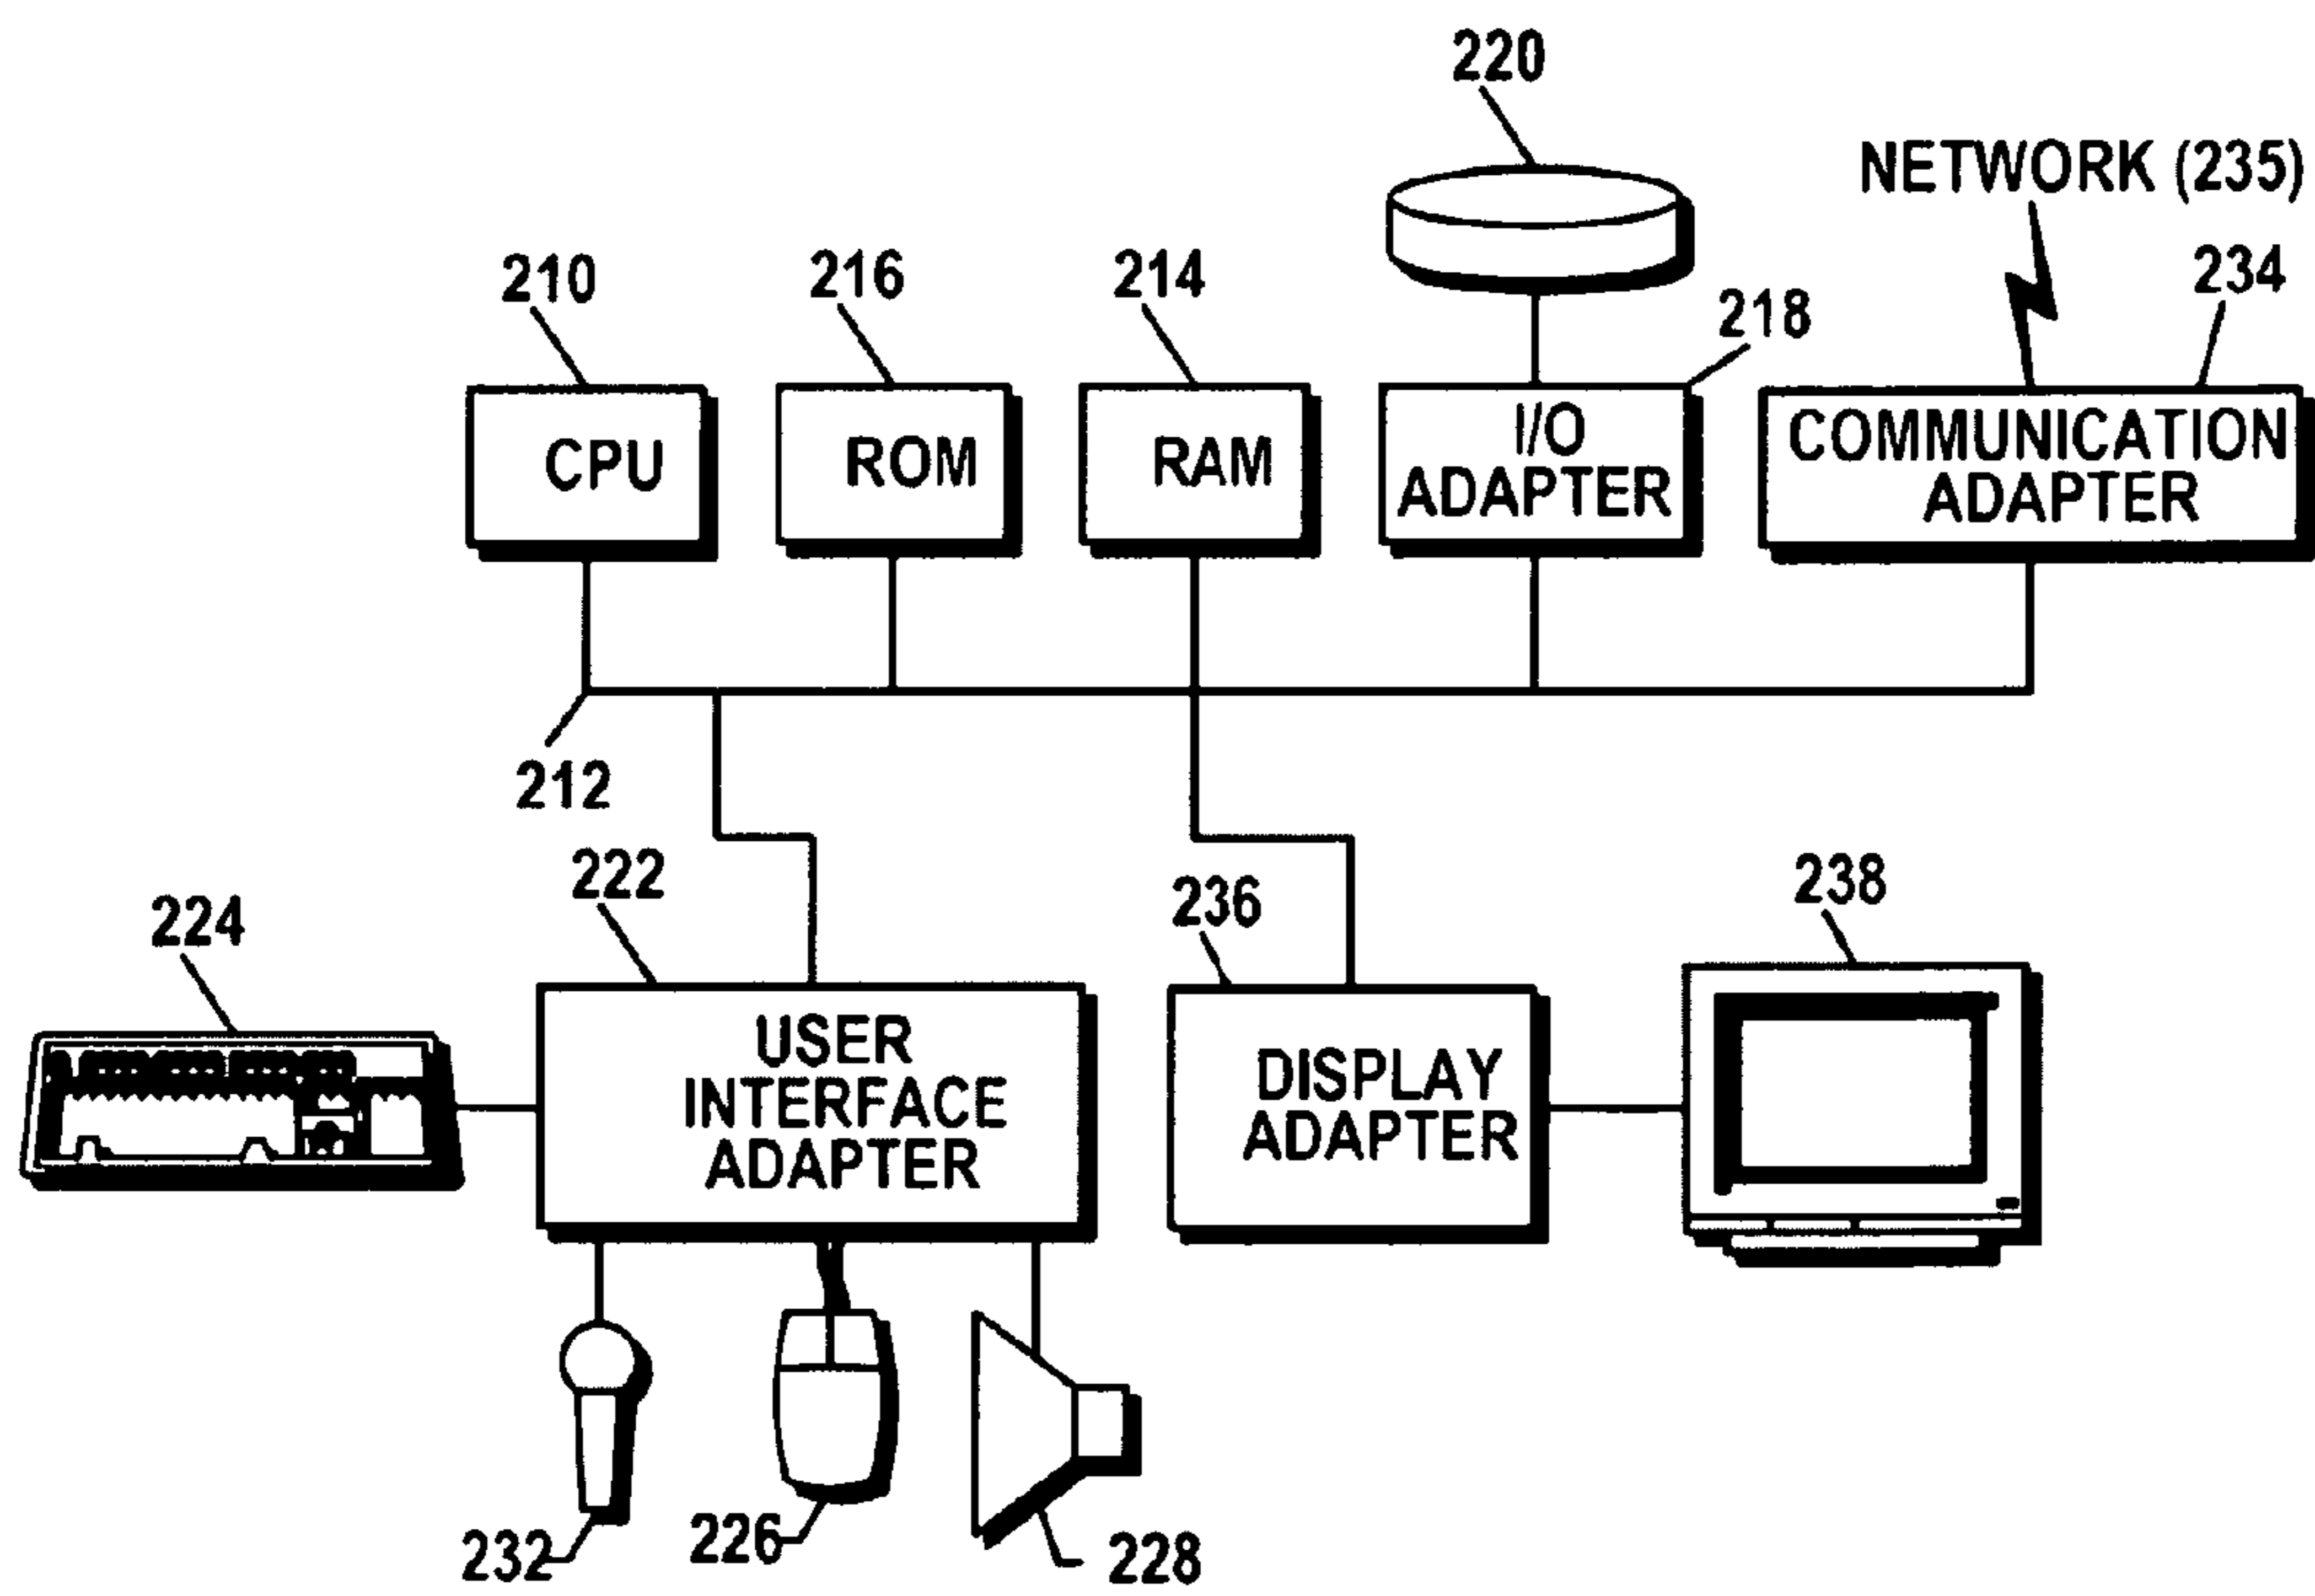 220
NETWORK (235)
210
216
214
218
234
CPU
ROM
RAM
I/O
ADAPTER
COMMUNICATION
ADAPTER
212
222
236
238
224
USER
INTERFACE
ADAPTER
DISPLAY
ADAPTER
232
226
228